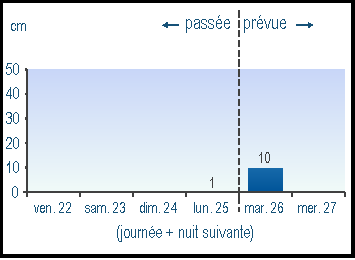 ← passée prévue →
cm
50
40
30
20
10
0
1
10
ven. 22 sam. 23 dim. 24 lun. 25 mar. 26 mer. 27
(journée + nuit suivante)